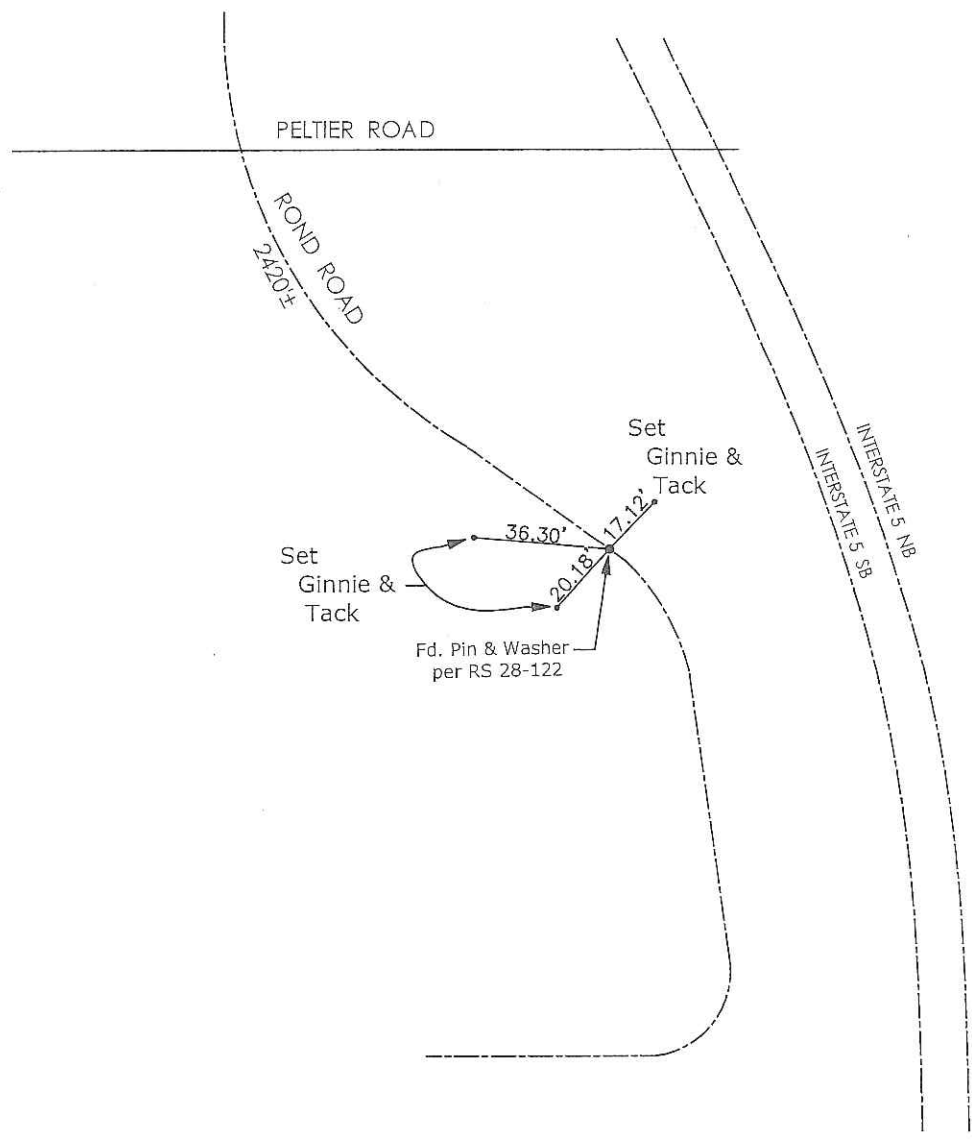 PELTIER ROAD
ROND ROAD
2420'±
INTERSTATE 5 NB
INTERSTATE 5 SB
Set
Ginnie &
Tack
17.12'
36.30'
20.18'
Set
Ginnie &
Tack
Fd. Pin & Washer
per RS 28-122